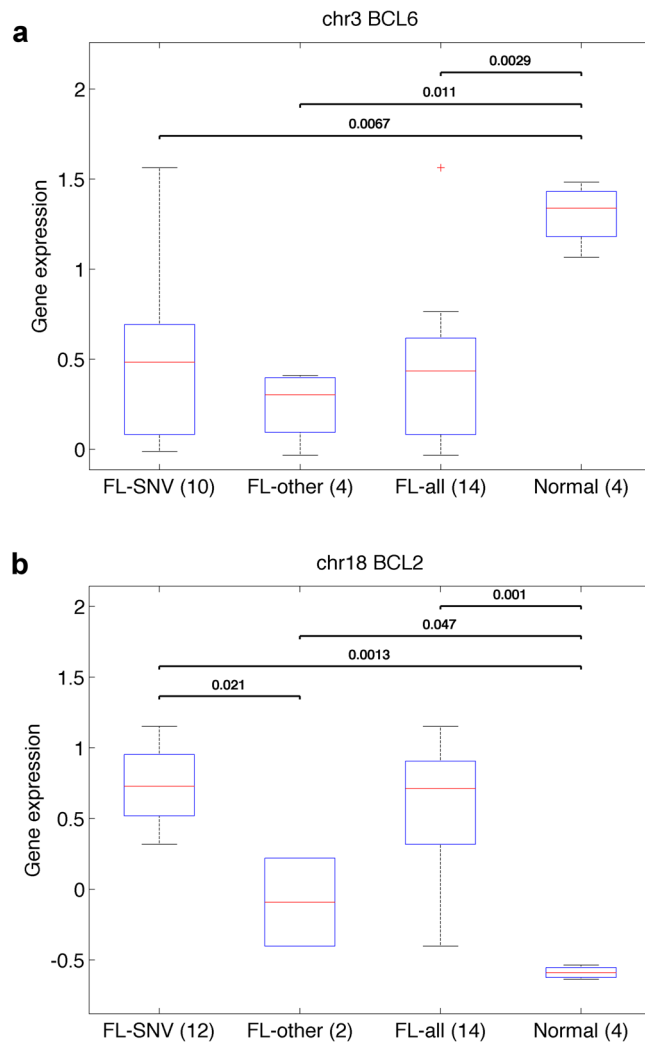 a
chr3 BCL6
2
1.5
1
0.5
0
Gene expression
0.0029
0.011
0.0067
FL-SNV (10) FL-other (4) FL-all (14) Normal (4)
b
chr18 BCL2
2
1.5
1
0.5
0
-0.5
Gene expression
0.001
0.047
0.0013
0.021
FL-SNV (12) FL-other (2) FL-all (14) Normal (4)